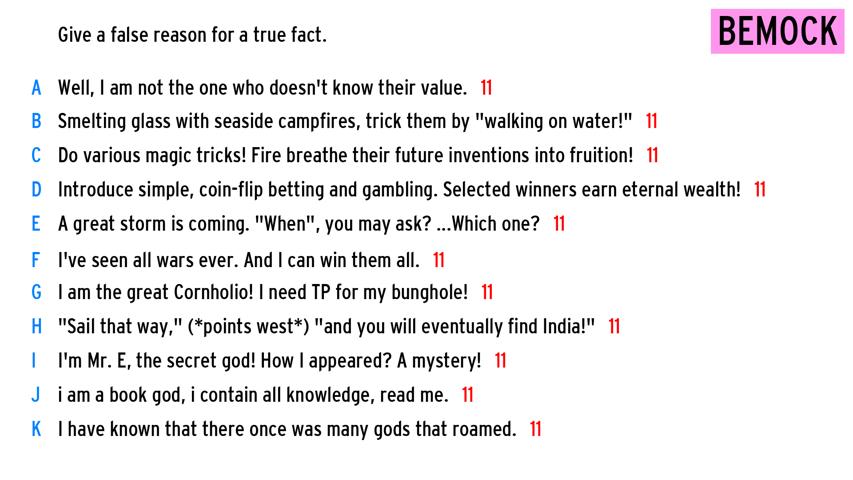 Give a false reason for a true fact.
BEMOCK
A Well, I am not the one who doesn't know their value. 11
B Smelting glass with seaside campfires, trick them by "walking on water!" 11
C Do various magic tricks! Fire breathe their future inventions into fruition! 11
D Introduce simple, coin-flip betting and gambling. Selected winners earn eternal wealth! 11
E A great storm is coming. "When", you may ask? ...Which one? 11
F I've seen all wars ever. And I can win them all. 11
G I am the great Cornholio! I need TP for my bunghole! 11
H "Sail that way," (*points west*) "and you will eventually find India!" 11
I I'm Mr. E, the secret god! How I appeared? A mystery! 11
J i am a book god, i contain all knowledge, read me. 11
K I have known that there once was many gods that roamed. 11